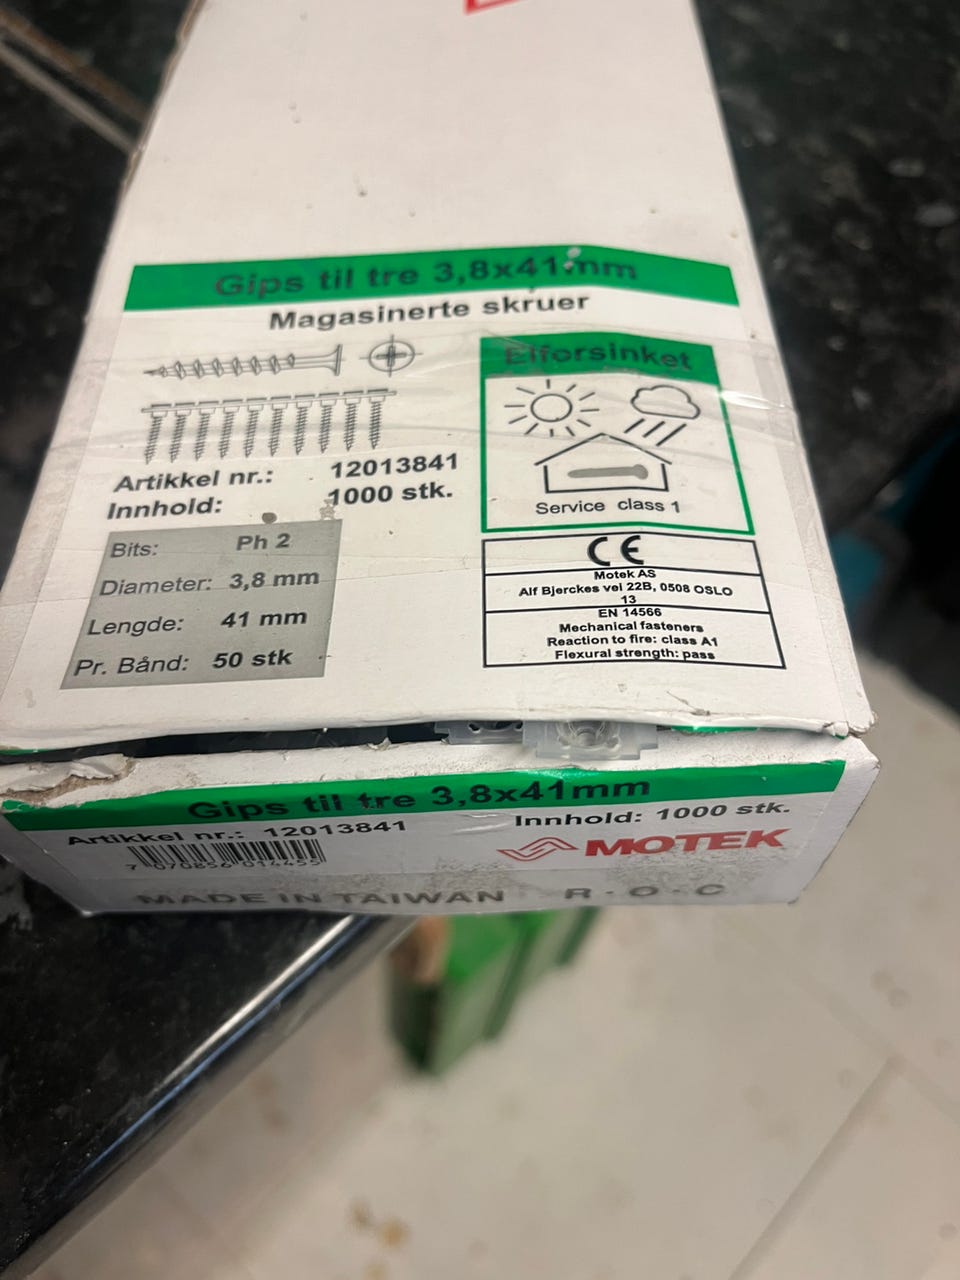 Gips til tre 3,8x41mm
Magasinerte skruer
Elforsinket
Artikkel nr.: 12013841
Innhold: 1000 stk.
Service class 1
Bits: Ph 2
Diameter: 3,8 mm
Lengde: 41 mm
Pr. Bånd: 50 stk
CE
Motek AS
Alf Bjerckes vei 22B, 0508 OSLO
13
EN 14566
Mechanical fasteners
Reaction to fire: class A1
Flexural strength: pass
Gips til tre 3,8x41mm
Artikkel nr.: 12013841 Innhold: 1000 stk.
7 070856 014455
MOTEK
MADE IN TAIWAN R·O·C